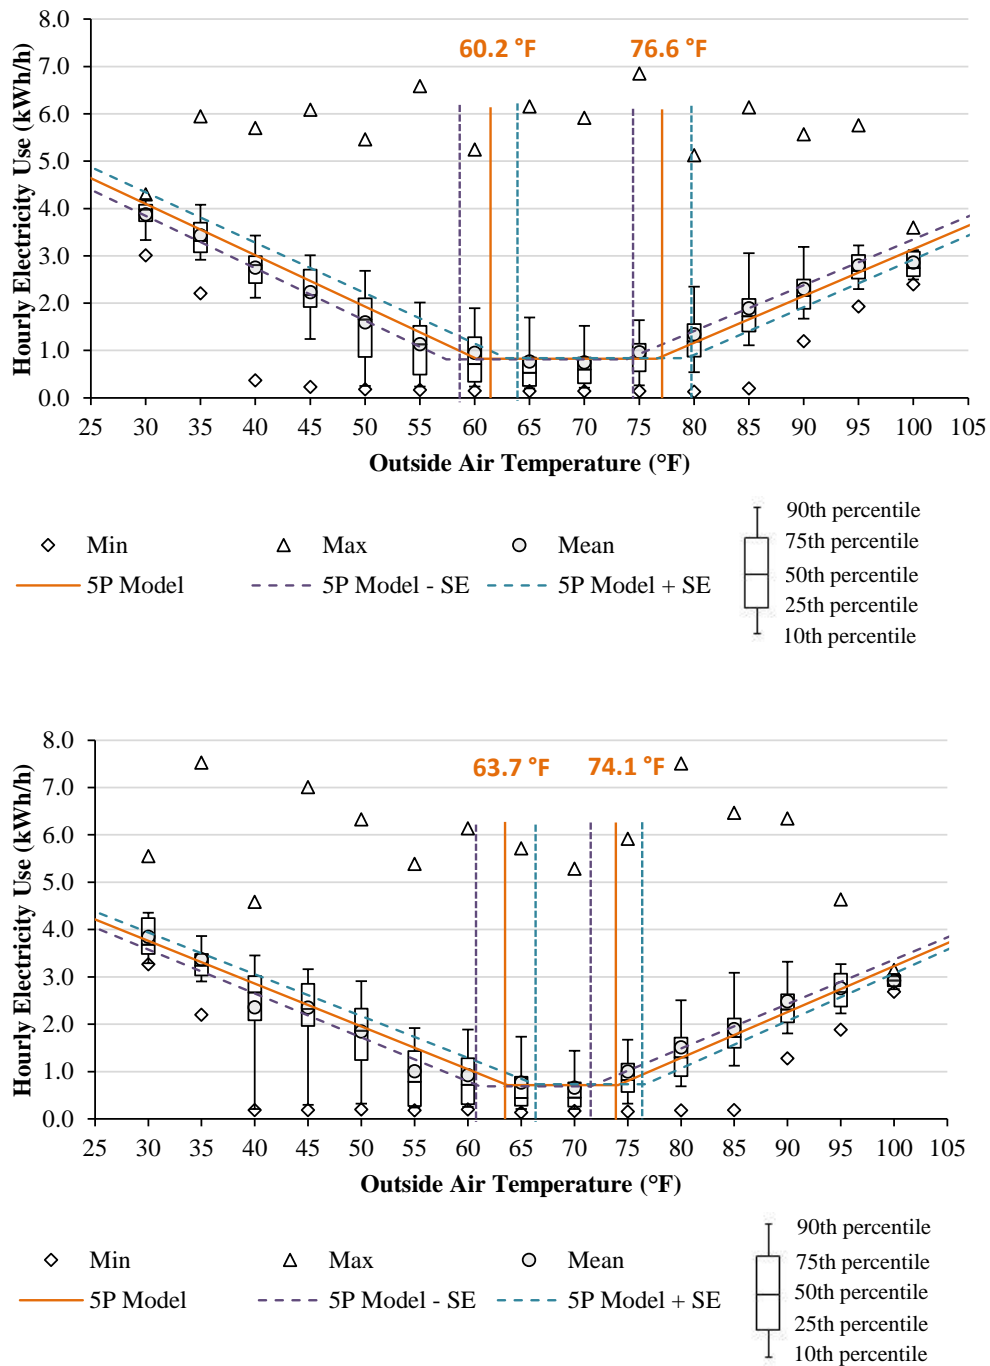 8.0
7.0
6.0
5.0
4.0
3.0
2.0
1.0
0.0
Hourly Electricity Use (kWh/h)
60.2 °F 76.6 °F
25 30 35 40 45 50 55 60 65 70 75 80 85 90 95 100 105
Outside Air Temperature (°F)
Min Max Mean
5P Model 5P Model - SE 5P Model + SE
90th percentile
75th percentile
50th percentile
25th percentile
10th percentile
8.0
7.0
6.0
5.0
4.0
3.0
2.0
1.0
0.0
Hourly Electricity Use (kWh/h)
63.7 °F 74.1 °F
25 30 35 40 45 50 55 60 65 70 75 80 85 90 95 100 105
Outside Air Temperature (°F)
Min Max Mean
5P Model 5P Model - SE 5P Model + SE
90th percentile
75th percentile
50th percentile
25th percentile
10th percentile